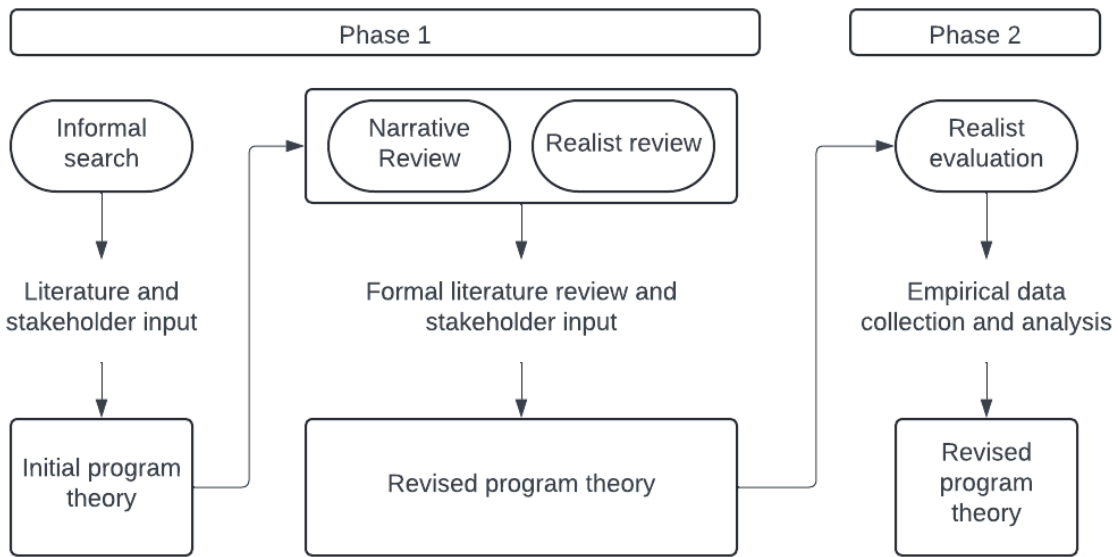 Phase 1
Phase 2
Informal
search
Narrative
Review
Realist review
Realist
evaluation
Literature and
stakeholder input
Formal literature review and
stakeholder input
Empirical data
collection and analysis
Initial program
theory
Revised program theory
Revised
program
theory